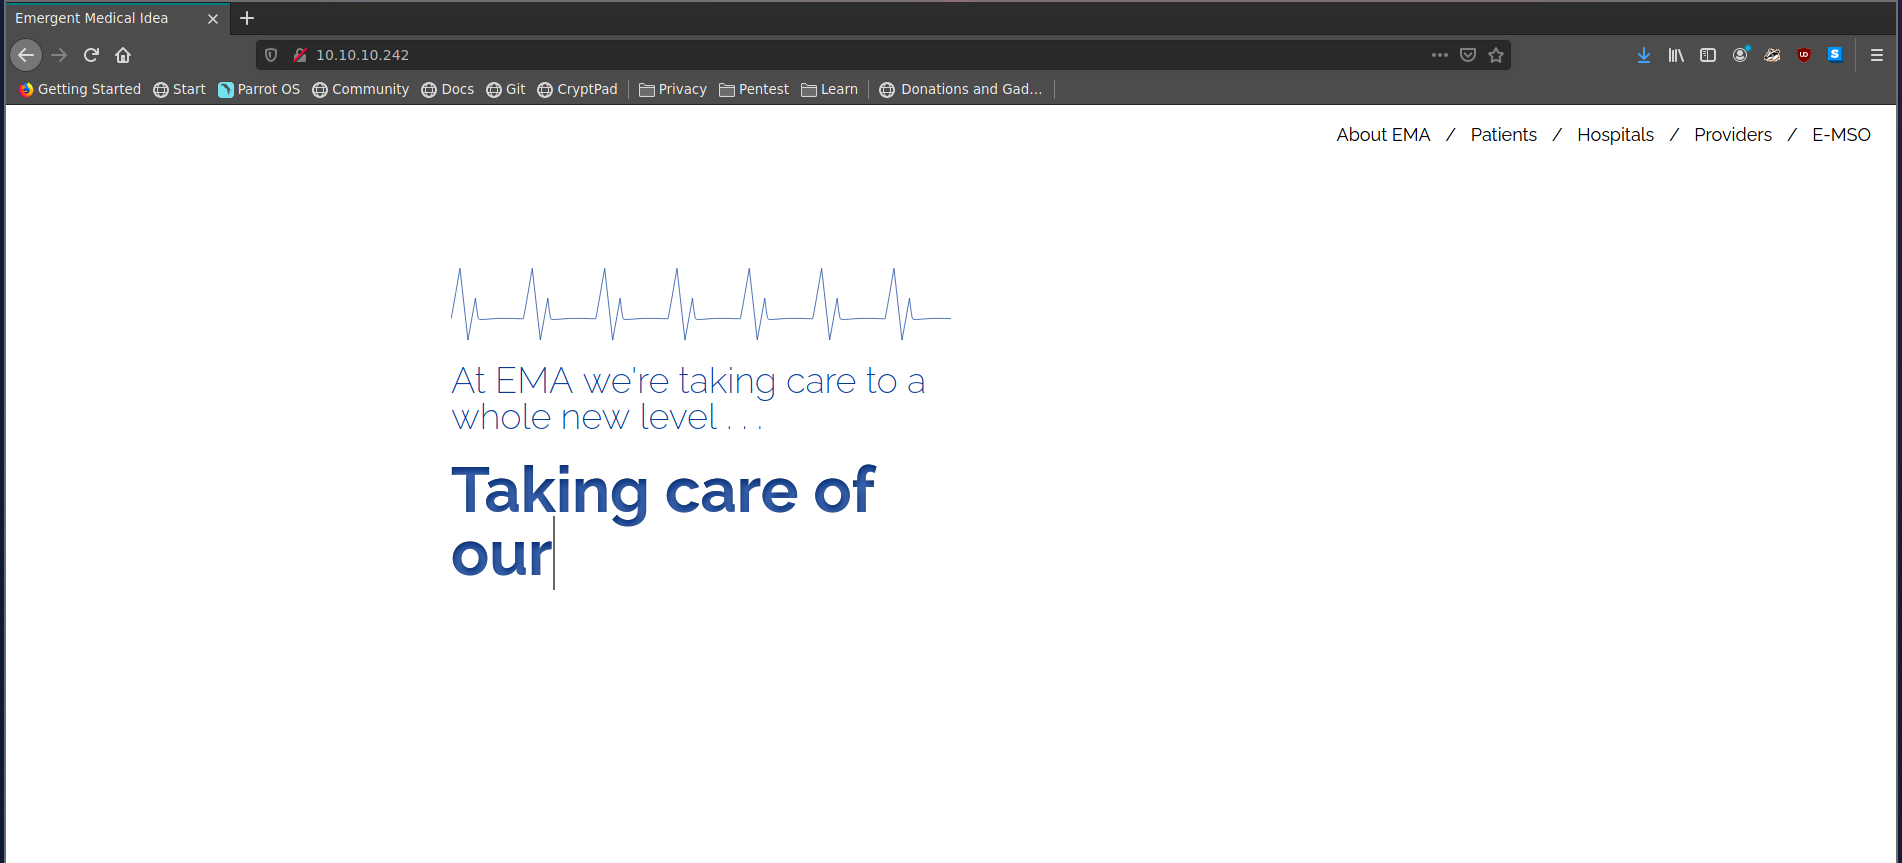 Emergent Medical Idea
10.10.10.242
Getting Started Start Parrot OS Community Docs Git CryptPad Privacy Pentest Learn Donations and Gad...
About EMA / Patients / Hospitals / Providers / E-MSO
At EMA we're taking care to a
whole new level . . .
Taking care of
our